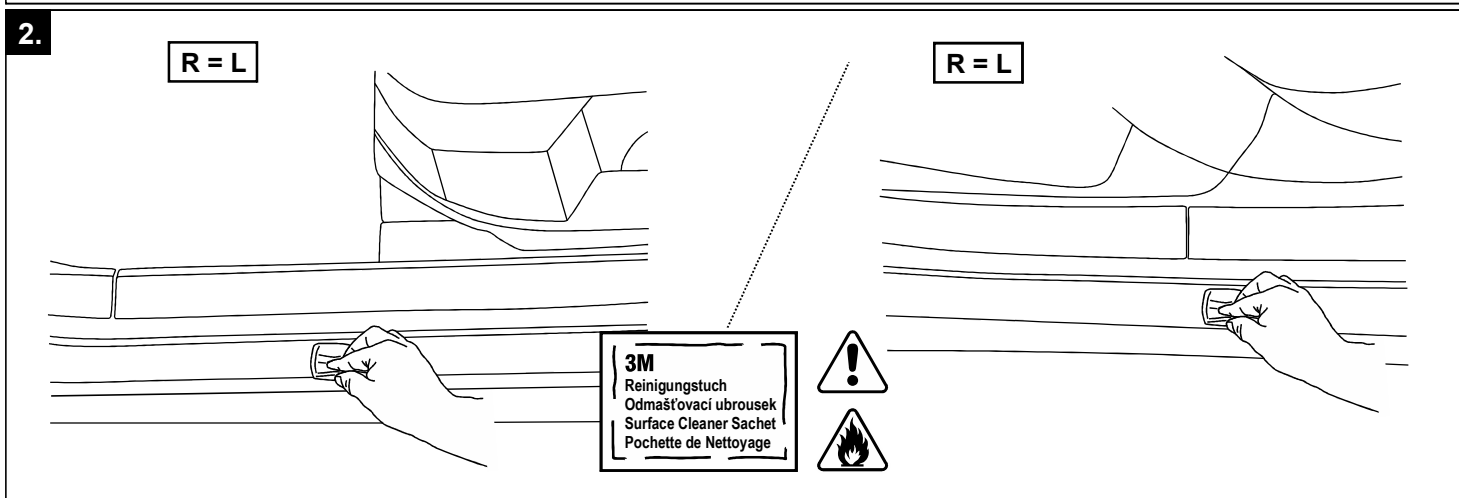 2.
R = L
R = L
3M
Reinigungstuch
Odmašťovací ubrousek
Surface Cleaner Sachet
Pochette de Nettoyage